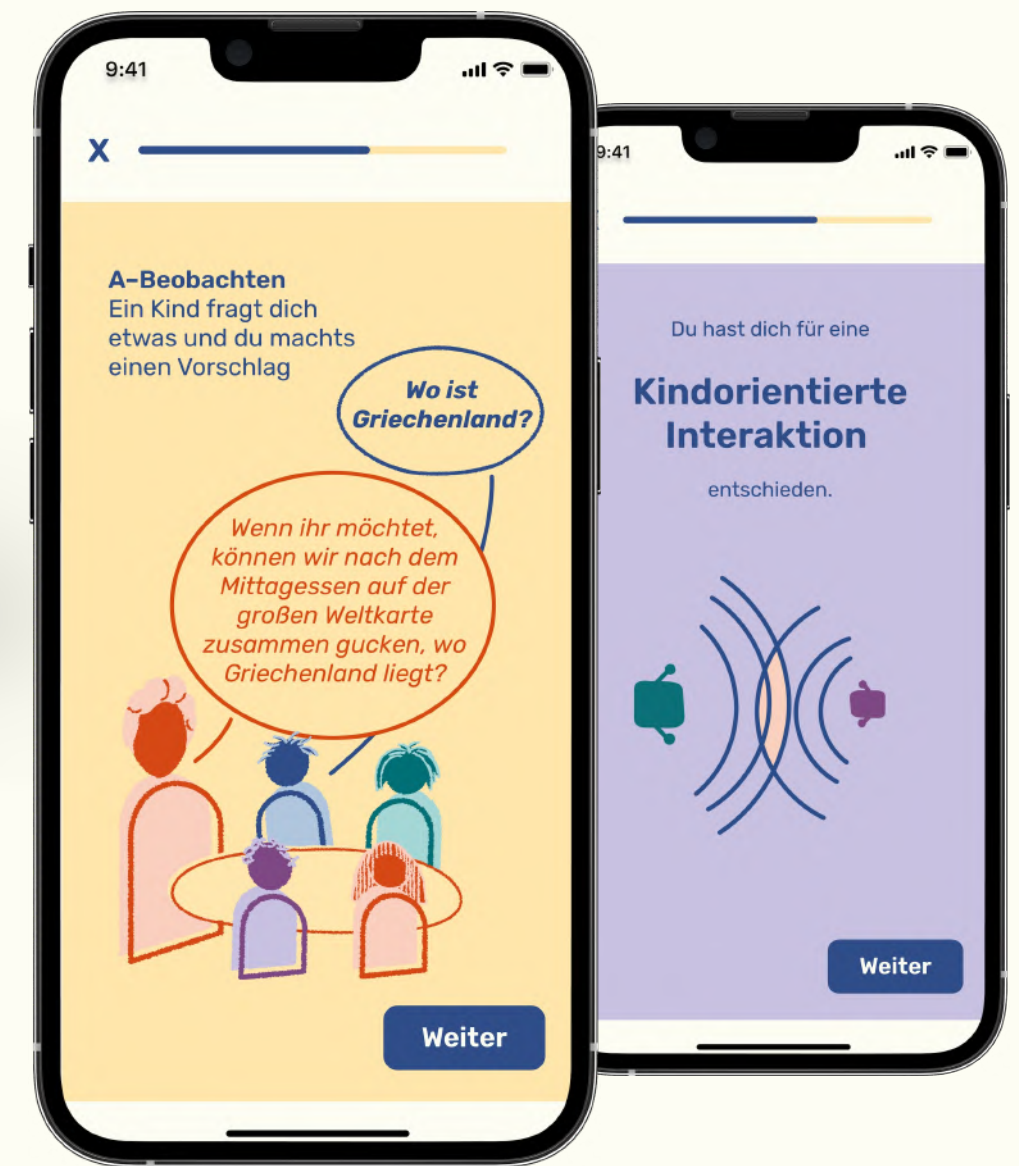 9:41
X
A–Beobachten
Ein Kind fragt dich
etwas und du machts
einen Vorschlag
Wo ist
Griechenland?
Wenn ihr möchtet,
können wir nach dem
Mittagessen auf der
großen Weltkarte
zusammen gucken, wo
Griechenland liegt?
Weiter
9:41
Du hast dich für eine
Kindorientierte
Interaktion
entschieden.
Weiter